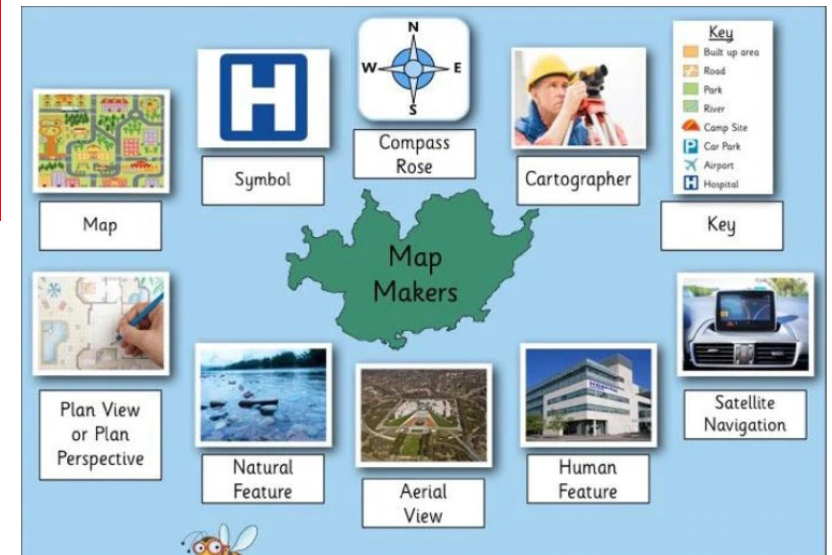 N
W
E
S
H
Key
Built up area
Road
Park
River
Camp Site
P Car Park
Airport
H Hospital
Map
Symbol
Compass
Rose
Cartographer
Key
Map
Makers
Plan View
or Plan
Perspective
Natural
Feature
Aerial
View
Human
Feature
Satellite
Navigation